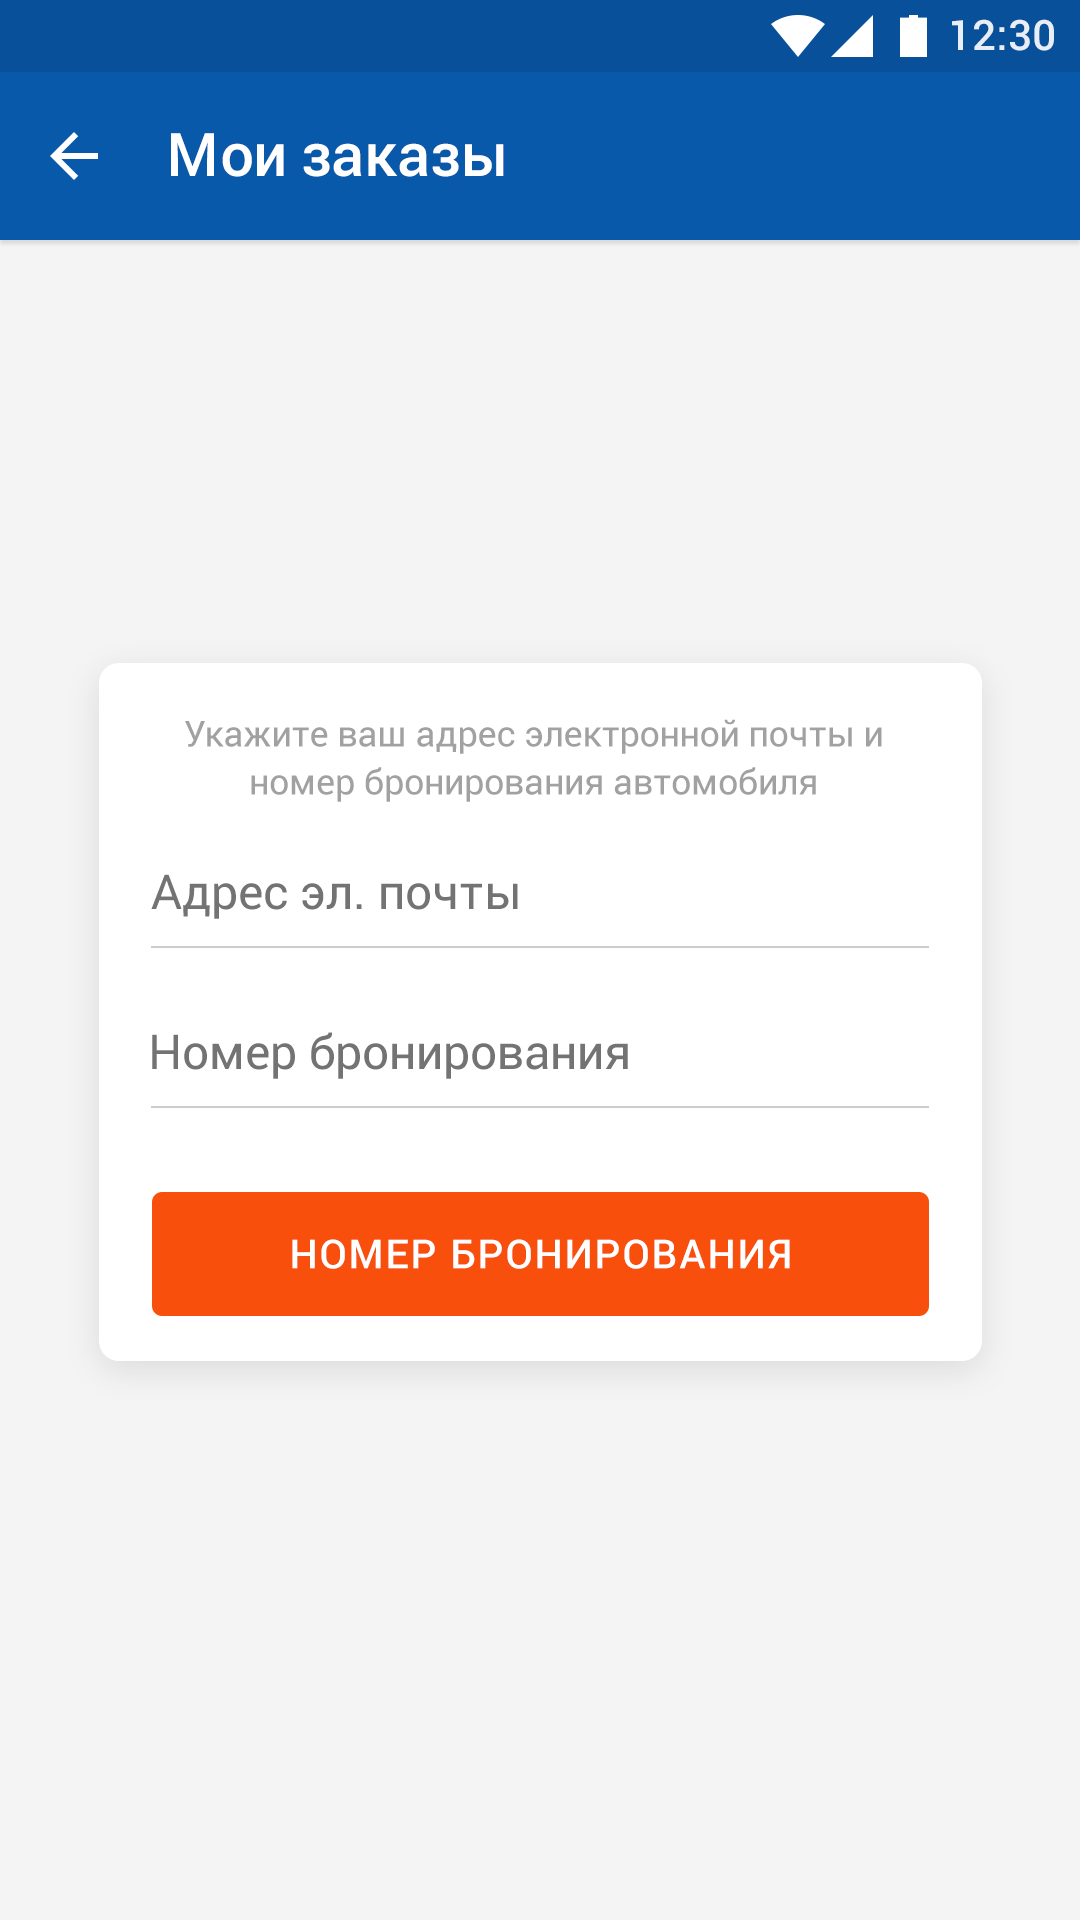 12:30
Мои заказы
Укажите ваш адрес электронной почты и
номер бронирования автомобиля
Адрес эл. почты
Номер бронирования
НОМЕР БРОНИРОВАНИЯ